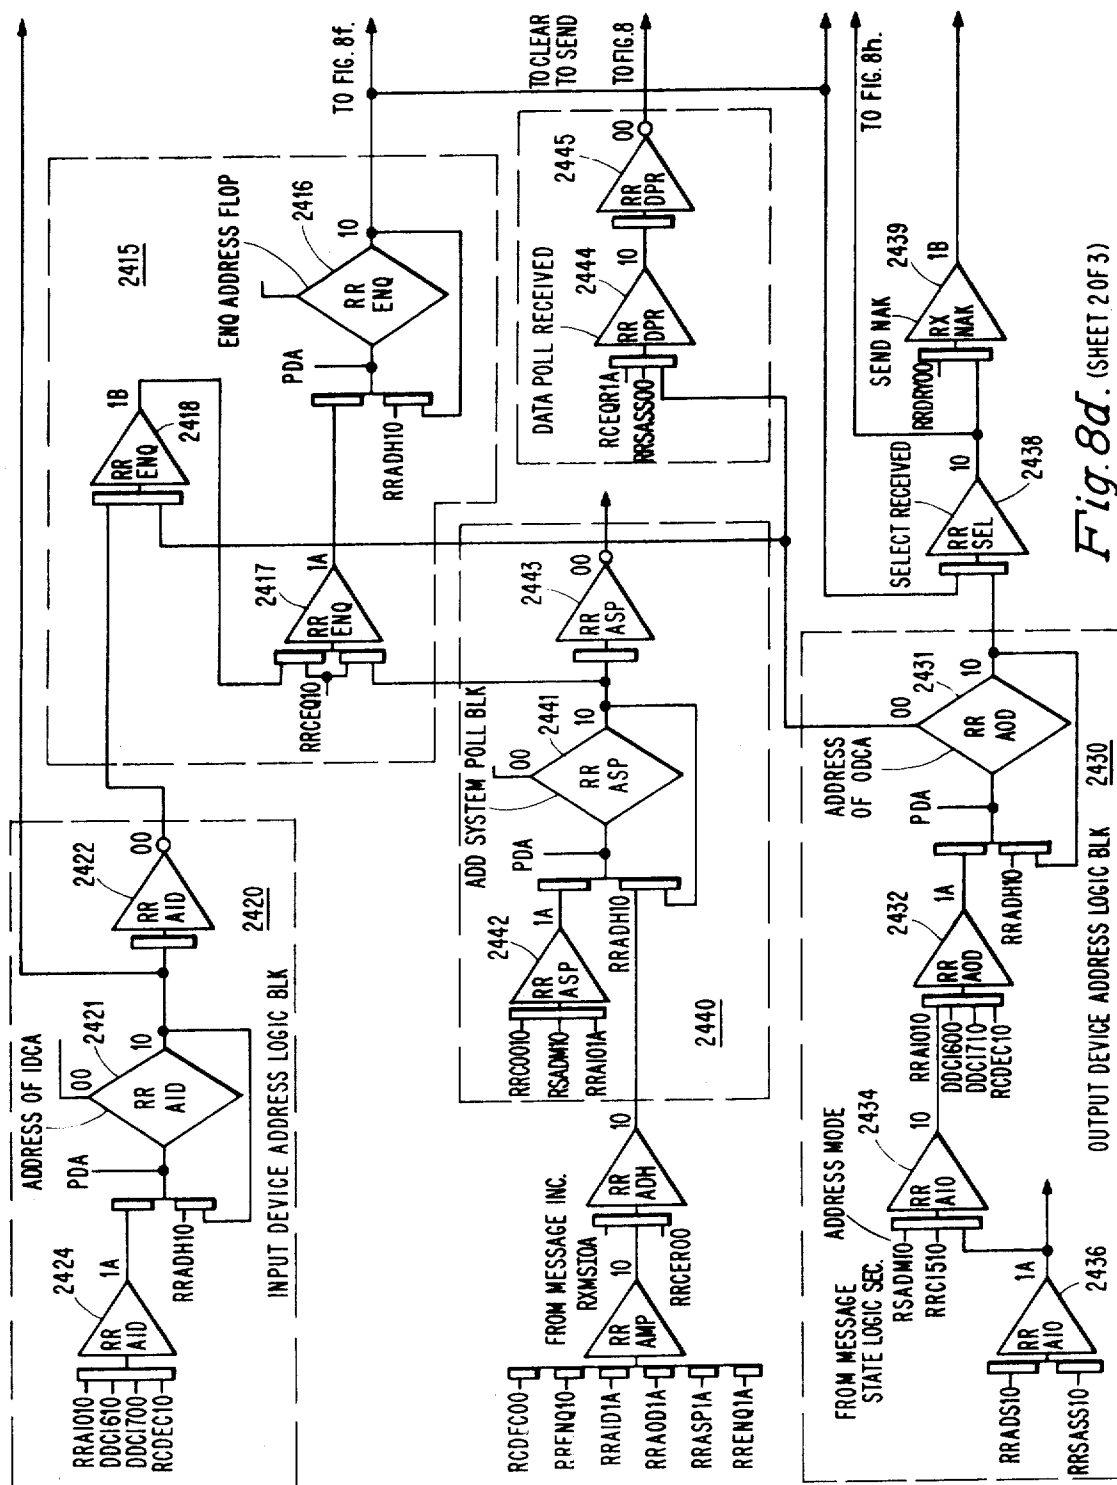 ADDRESS OF IDCA
00
2421
RR
AID
10
PDA
2424
1A
RR
AID
RRAI010
DDCI610
DDCI700
RCDEC10
RRADH10
2422
00
RR
AID
2420
INPUT DEVICE ADDRESS LOGIC BLK
2415
ENQ ADDRESS FLOP
2416
RR
ENQ
10
PDA
RRADH10
1B
2418
RR
ENQ
2417
1A
RR
ENQ
RRCEQ10
TO FIG. 8f.
TO CLEAR
TO SEND
TO FIG. 8
DATA POLL RECEIVED
2444
RR
DPR
10
2445
RR
DPR
00
RCEQR1A
RRSASS00
ADD SYSTEM POLL BLK
00
2441
RR
ASP
10
PDA
2442
1A
RR
ASP
RRC0010
RSADM10
RRAI01A
RRADH10
2443
00
RR
ASP
2440
FROM MESSAGE INC.
RXMSI0A
10
RR
AMP
RRCER00
10
RR
ADH
RCDEC00
RRENQ10
RRAID1A
RRAOD1A
RRASP1A
RRENQ1A
TO FIG. 8h.
SEND NAK
2439
RX
NAK
1B
RRDRY00
SELECT RECEIVED
10
RR
SEL
2438
ADDRESS
OF ODCA
00
2431
RR
AOD
10
PDA
2430
2432
1A
RR
AOD
RRAI010
DDCI600
DDCI710
RCDEC10
RRADH10
ADDRESS MODE
2434
10
RR
AIO
FROM MESSAGE
STATE LOGIC SEC.
RSADM10
RRCI510
1A
2436
RR
AIO
RRADS10
RRSASS10
OUTPUT DEVICE ADDRESS LOGIC BLK
Fig. 8d. (SHEET 2 OF 3)